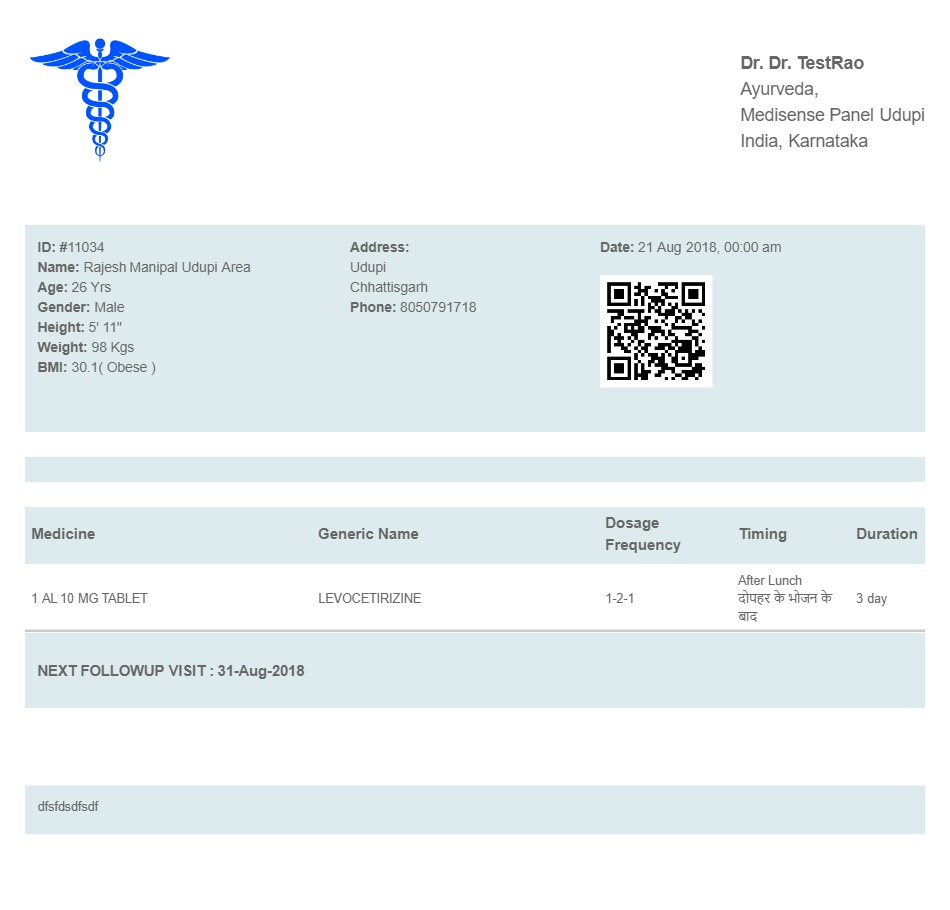 Dr. Dr. TestRao
Ayurveda,
Medisense Panel Udupi
India, Karnataka
ID: #11034
Name: Rajesh Manipal Udupi Area
Age: 26 Yrs
Gender: Male
Height: 5' 11"
Weight: 98 Kgs
BMI: 30.1( Obese )
Address:
Udupi
Chhattisgarh
Phone: 8050791718
Date: 21 Aug 2018, 00:00 am
Medicine Generic Name Dosage Frequency Timing Duration
1 AL 10 MG TABLET LEVOCETIRIZINE 1-2-1 After Lunch 3 day
दोपहर के भोजन के
बाद
NEXT FOLLOWUP VISIT : 31-Aug-2018
dfsfdsdfsdf